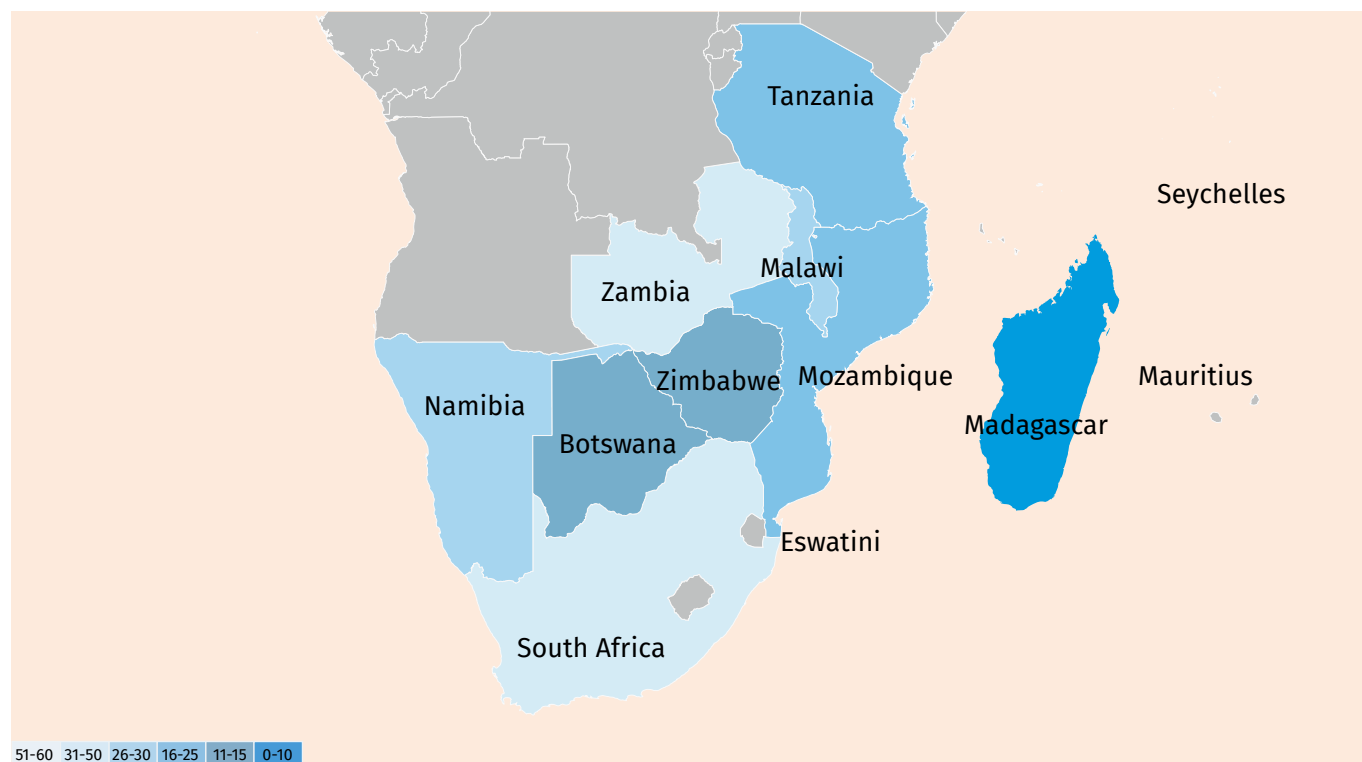 Tanzania
Seychelles
Malawi
Zambia
Zimbabwe
Mozambique
Mauritius
Namibia
Madagascar
Botswana
Eswatini
South Africa
51-60 31-50 26-30 16-25 11-15 0-10